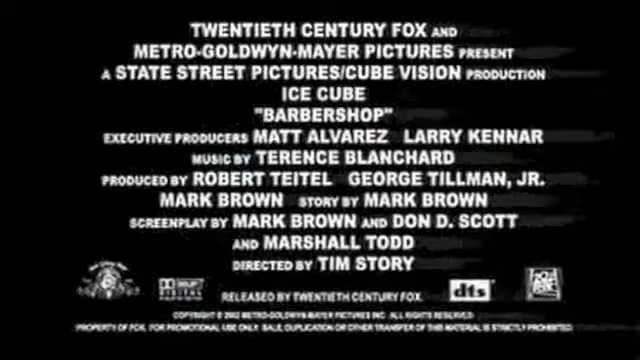 TWENTIETH CENTURY FOX AND
METRO-GOLDWYN-MAYER PICTURES PRESENT
A STATE STREET PICTURES/CUBE VISION PRODUCTION
ICE CUBE
"BARBERSHOP"
EXECUTIVE PRODUCERS MATT ALVAREZ LARRY KENNAR
MUSIC BY TERENCE BLANCHARD
PRODUCED BY ROBERT TEITEL GEORGE TILLMAN, JR.
MARK BROWN STORY BY MARK BROWN
SCREENPLAY BY MARK BROWN AND DON D. SCOTT
AND MARSHALL TODD
DIRECTED BY TIM STORY
DOLBY
DIGITAL
RELEASED BY TWENTIETH CENTURY FOX
dts
FOX
COPYRIGHT © 2002 METRO-GOLDWYN-MAYER PICTURES INC. ALL RIGHTS RESERVED
PROPERTY OF FOX. FOR PROMOTIONAL USE ONLY. SALE, DUPLICATION OR OTHER TRANSFER OF THIS MATERIAL IS STRICTLY PROHIBITED.